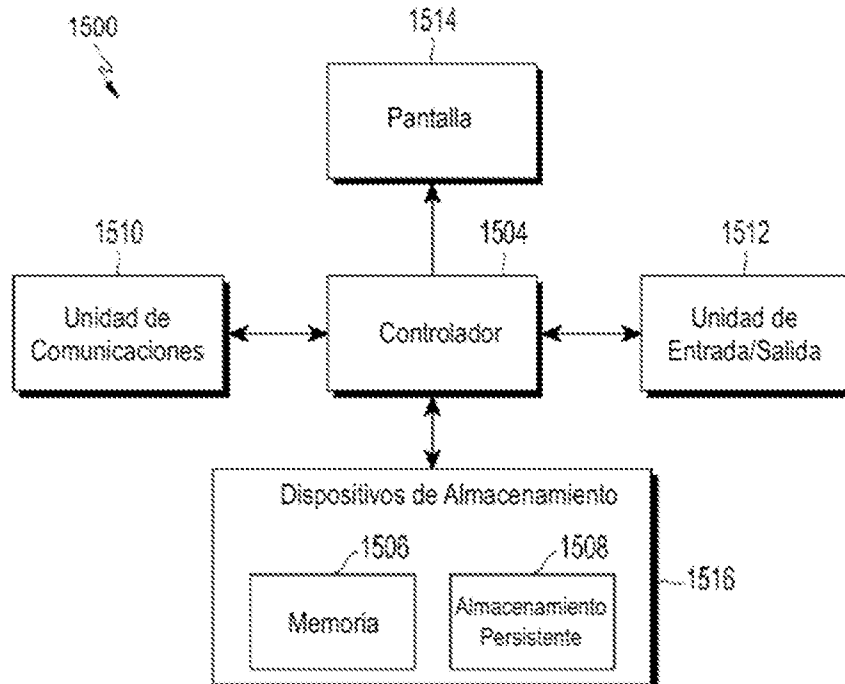 1500
1514
Pantalla
1510
1504
1512
Unidad de
Comunicaciones
Controlador
Unidad de
Entrada/Salida
Dispositivos de Almacenamiento
1506
1508
1516
Memoria
Almacenamiento
Persistente